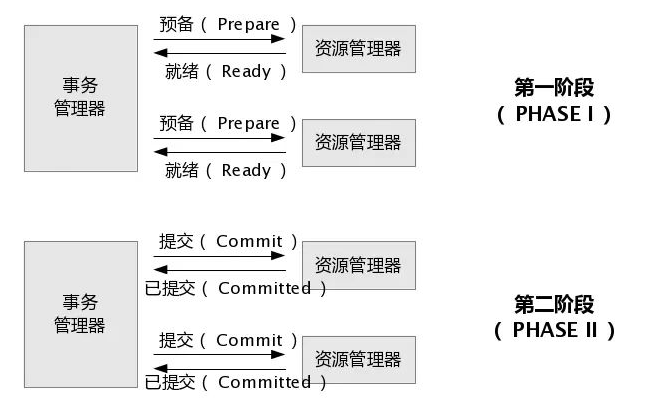 预备( Prepare )
资源管理器
就绪( Ready )
事务
管理器
第一阶段
( PHASE I )
预备( Prepare )
资源管理器
就绪( Ready )
提交( Commit )
资源管理器
已提交( Committed )
事务
管理器
第二阶段
( PHASE II )
提交( Commit )
资源管理器
已提交( Committed )